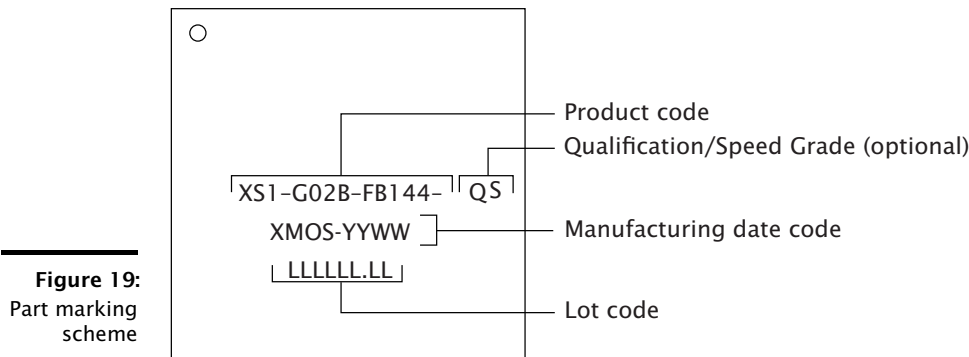 Product code
Qualification/Speed Grade (optional)
XS1-G02B-FB144- QS
XMOS-YYWW
Manufacturing date code
LLLLLL.LL
Lot code
Figure 19:
Part marking
scheme